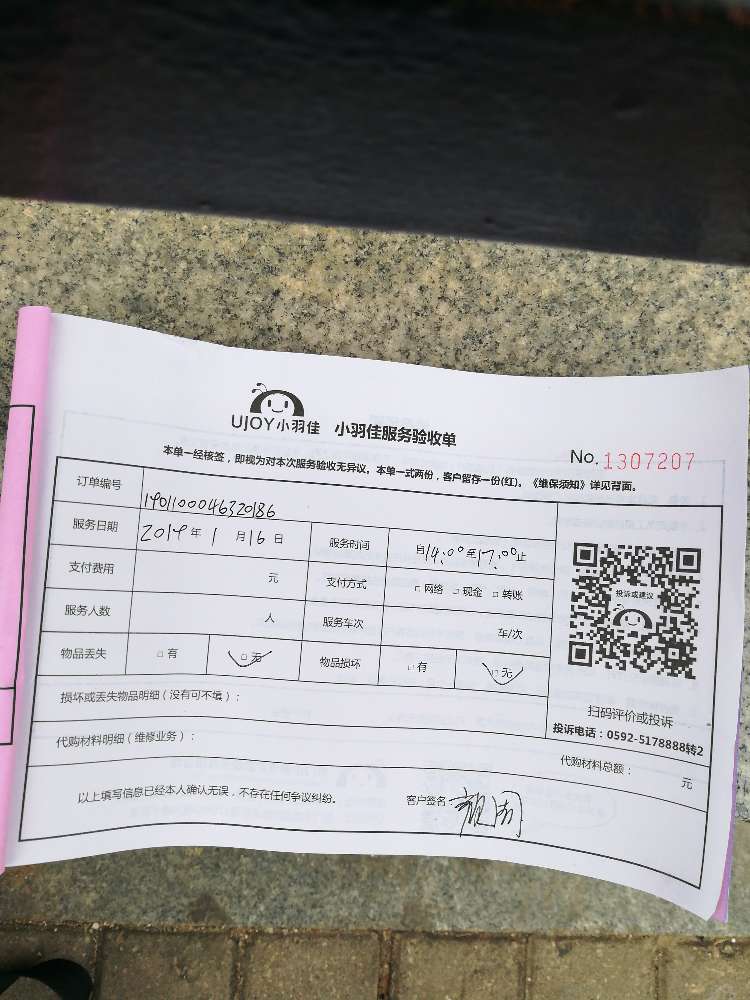 UJOY小羽佳 小羽佳服务验收单
No. 1307207
本单一经核签，即视为对本次服务验收无异议。本单一式两份，客户留存一份(红)。《维保须知》详见背面。
订单编号 190110004632​0186
服务日期 2019年1月16日 服务时间 自14:00至17:00止
支付费用 元 支付方式 □网络 □现金 □转账
服务人数 人 服务车次 车/次
物品丢失 □有 □无 物品损坏 □有 □无
投诉或建议
扫码评价或投诉
投诉电话：0592-5178888转2
损坏或丢失物品明细（没有可不填）：
代购材料明细（维修业务）： 代购材料总额： 元
以上填写信息已经本人确认无误，不存在任何争议纠纷。 客户签名：